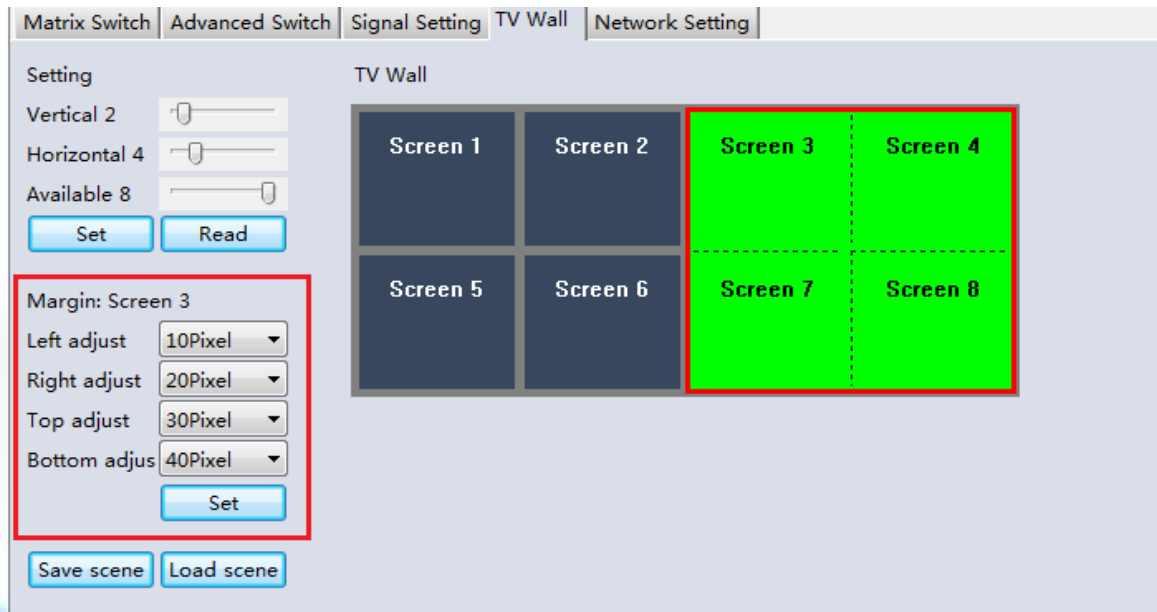 Matrix Switch Advanced Switch Signal Setting TV Wall Network Setting
Setting
Vertical 2
Horizontal 4
Available 8
Set Read
Margin: Screen 3
Left adjust 10Pixel
Right adjust 20Pixel
Top adjust 30Pixel
Bottom adjus 40Pixel
Set
Save scene Load scene
TV Wall
Screen 1 Screen 2 Screen 3 Screen 4
Screen 5 Screen 6 Screen 7 Screen 8